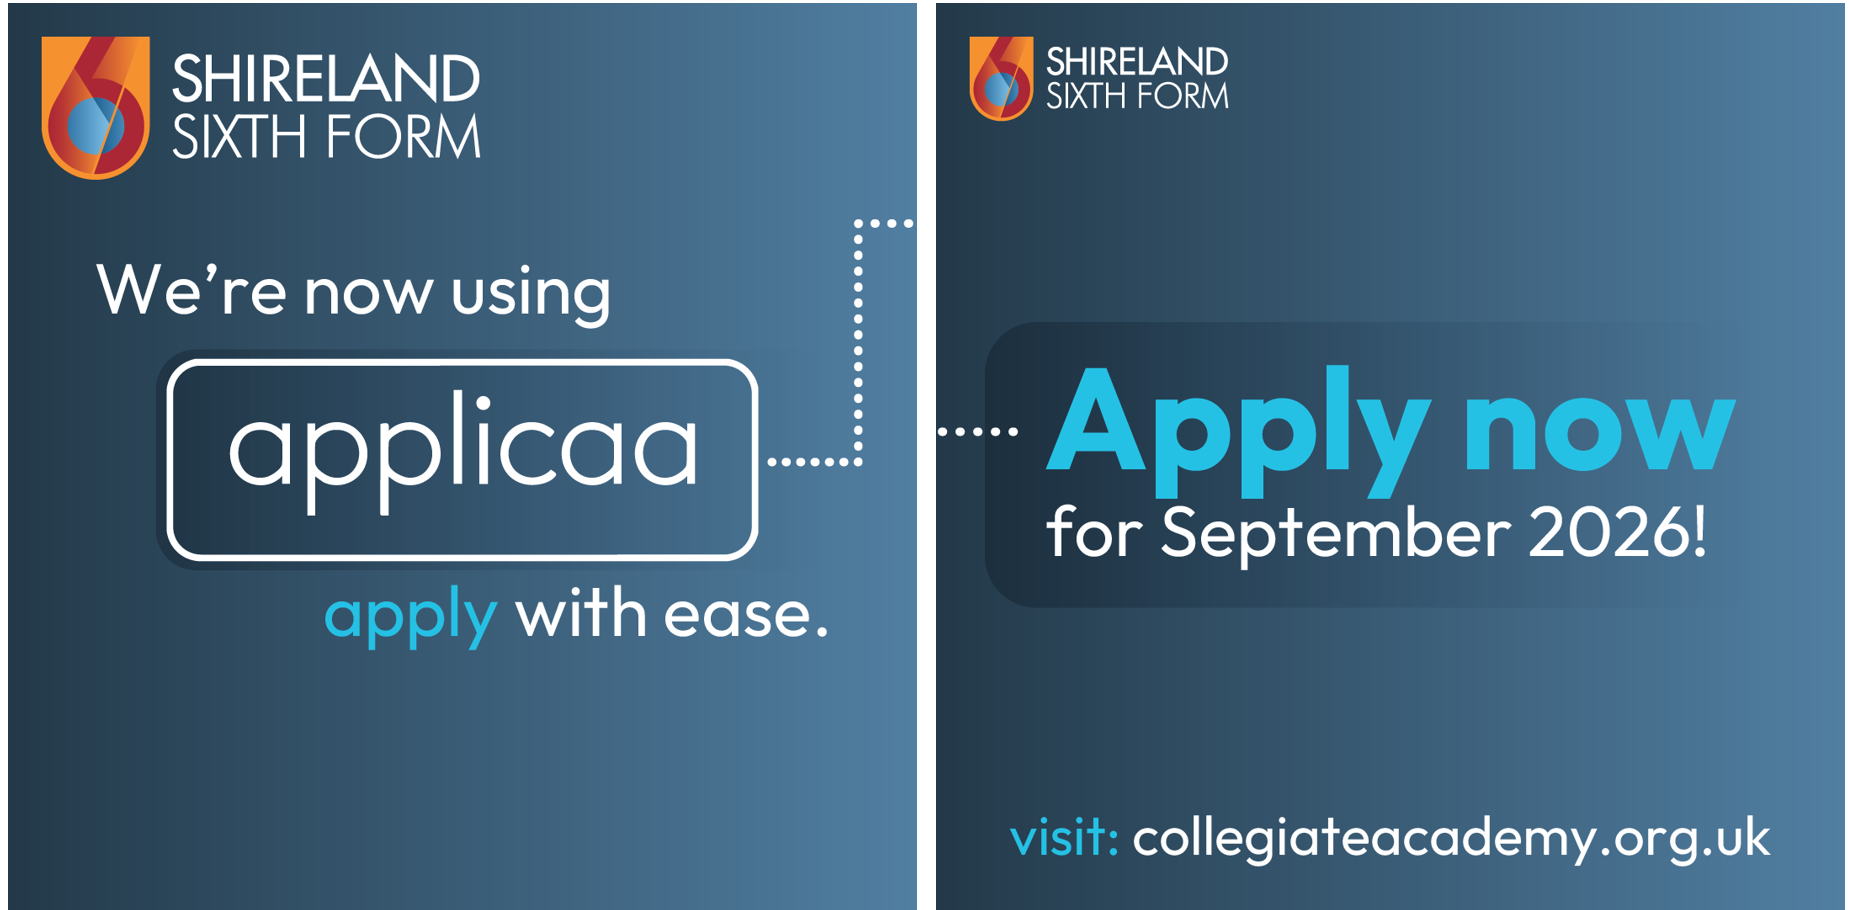 SHIRELAND
SIXTH FORM
We're now using
applicaa
apply with ease.
SHIRELAND
SIXTH FORM
Apply now
for September 2026!
visit: collegiateacademy.org.uk